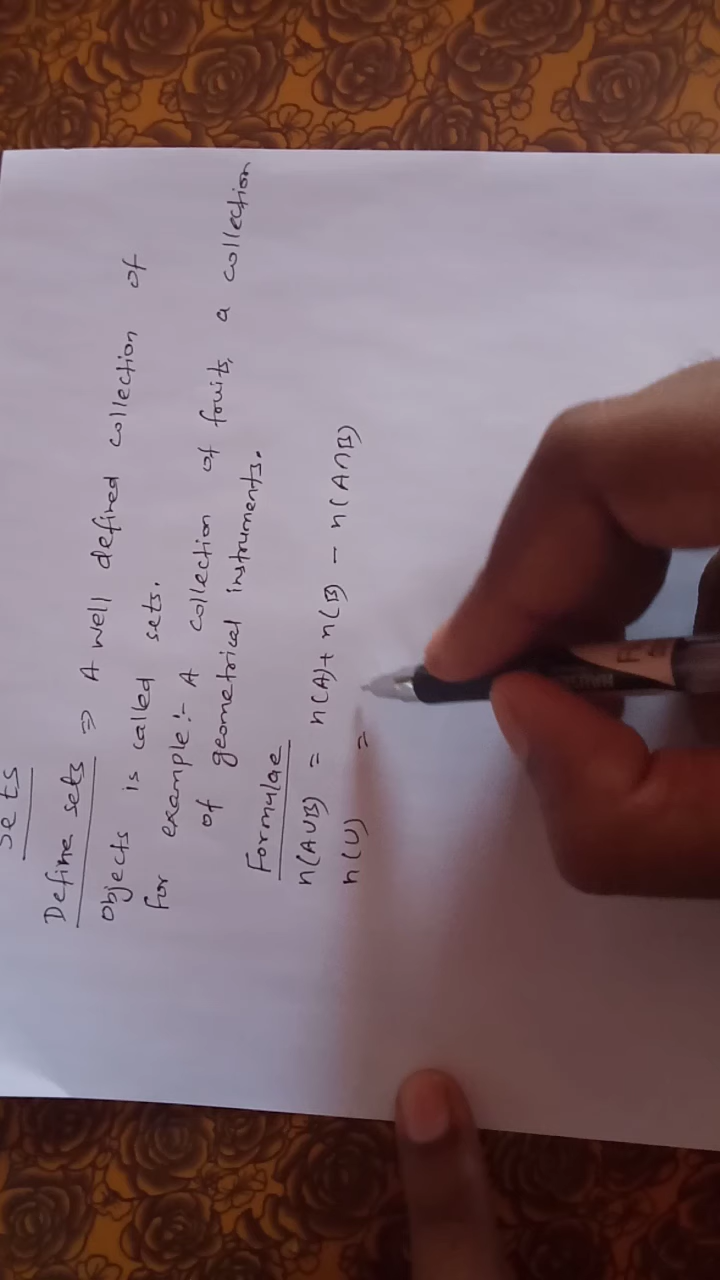 Sets
Define sets ⇒ A well defined collection of
Objects is called sets.
For example:- A collection of fruits, a collection
of geometrical instruments.
Formulae
n(A∪B) = n(A) + n(B) - n(A∩B)
n(U) =